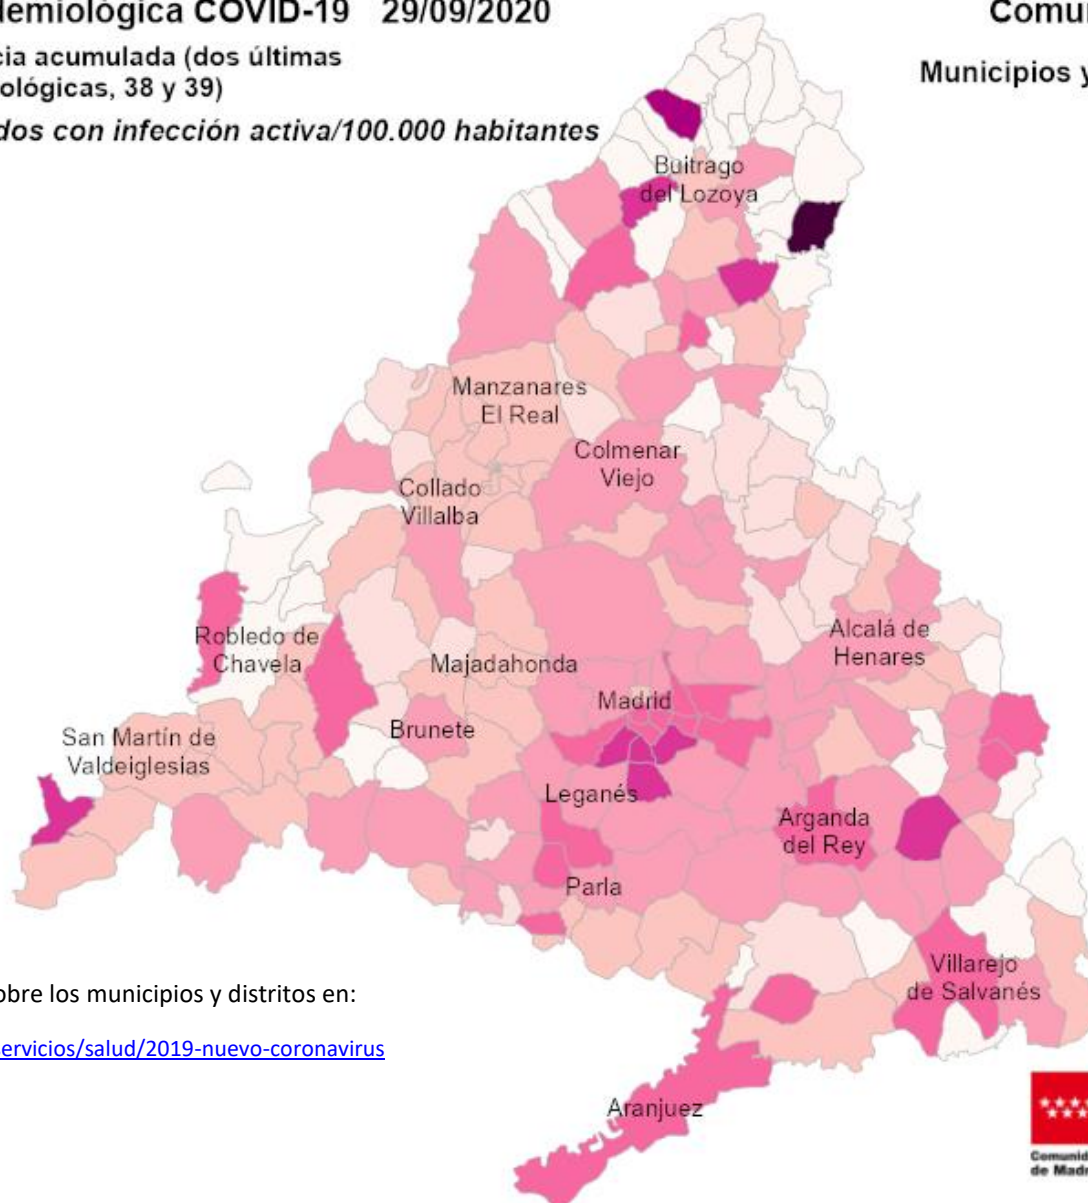 demiológica COVID-19 29/09/2020
Comu
cia acumulada (dos últimas
ológicas, 38 y 39)
Municipios y
dos con infección activa/100.000 habitantes
Buitrago
del Lozoya
Manzanares
El Real
Colmenar
Viejo
Collado
Villalba
Alcalá de
Henares
Robledo de
Chavela
Majadahonda
Madrid
Brunete
San Martín de
Valdeiglesias
Leganés
Arganda
del Rey
Parla
Villarejo
de Salvanés
obre los municipios y distritos en:
ervicios/salud/2019-nuevo-coronavirus
Aranjuez
Comunid
de Madr